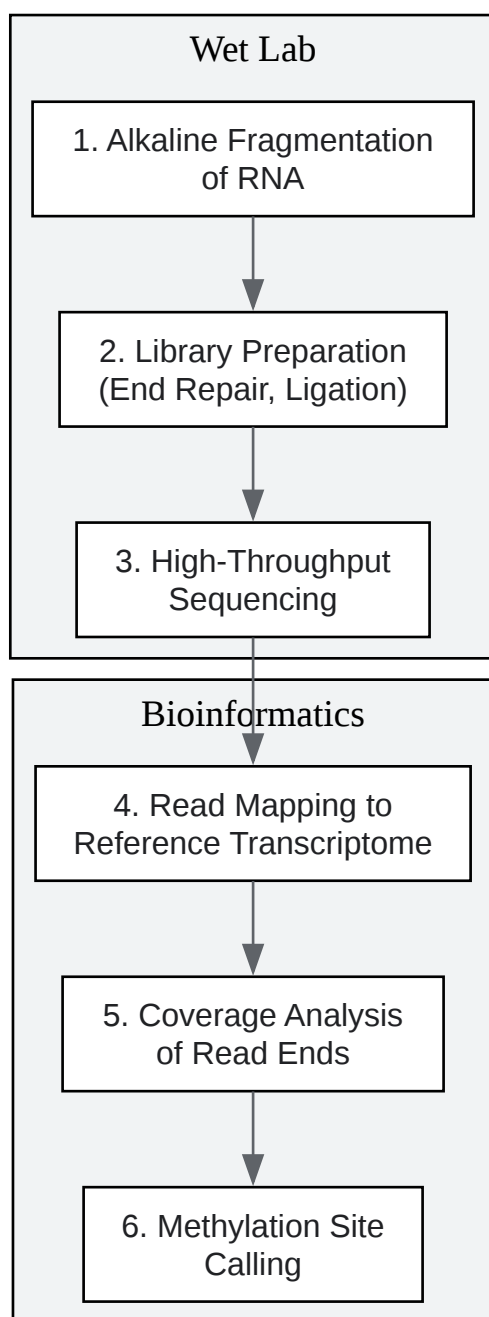 Wet Lab
1. Alkaline Fragmentation
of RNA
2. Library Preparation
(End Repair, Ligation)
3. High-Throughput
Sequencing
Bioinformatics
4. Read Mapping to
Reference Transcriptome
5. Coverage Analysis
of Read Ends
6. Methylation Site
Calling